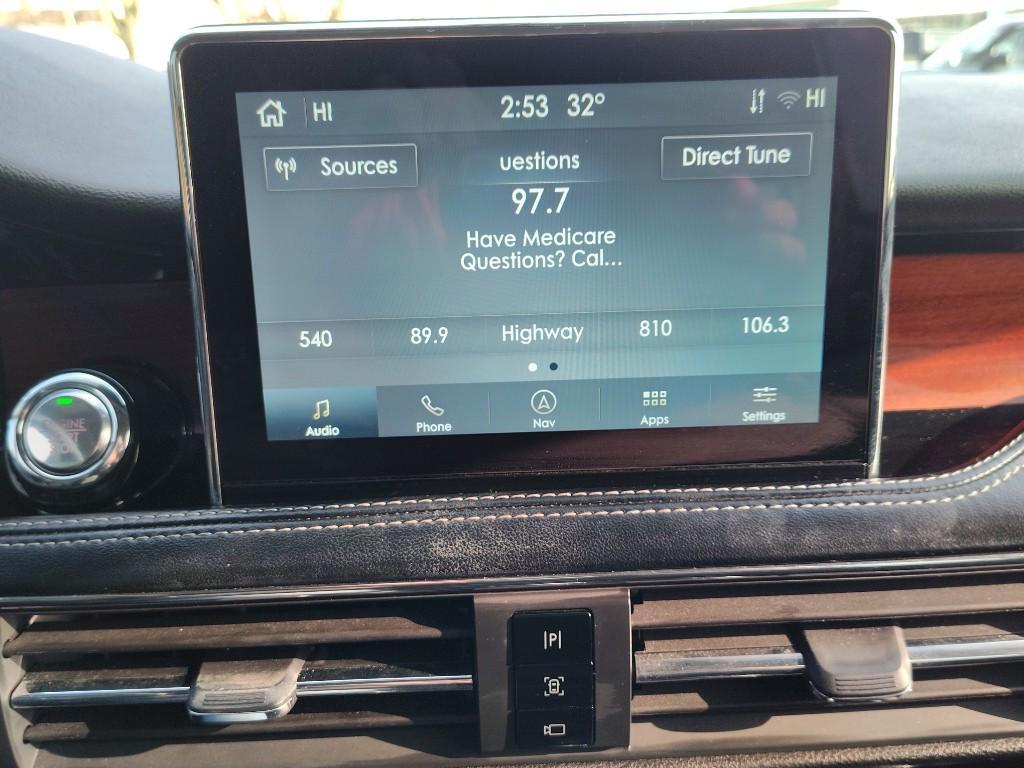 HI 2:53 32° HI
Sources uestions Direct Tune
97.7
Have Medicare
Questions? Cal...
540 89.9 Highway 810 106.3
Audio Phone Nav Apps Settings
ENGINE
|P|